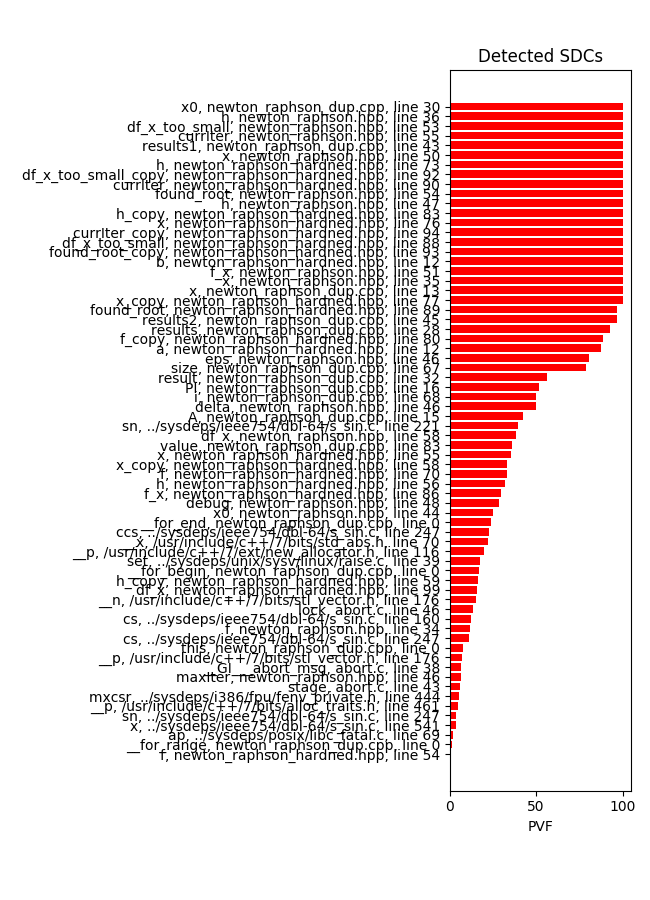 Detected SDCs
x0, newton_raphson_dup.cpp, line 30
h, newton_raphson.hpp, line 36
df_x_too_small, newton_raphson.hpp, line 53
currIter, newton_raphson.hpp, line 55
results1, newton_raphson_dup.cpp, line 43
x, newton_raphson.hpp, line 50
h, newton_raphson_hardned.hpp, line 73
df_x_too_small_copy, newton_raphson_hardned.hpp, line 92
currIter, newton_raphson_hardned.hpp, line 90
found_root, newton_raphson.hpp, line 54
h, newton_raphson.hpp, line 47
h_copy, newton_raphson_hardned.hpp, line 83
x, newton_raphson_hardned.hpp, line 76
currIter_copy, newton_raphson_hardned.hpp, line 94
df_x_too_small, newton_raphson_hardned.hpp, line 88
found_root_copy, newton_raphson_hardned.hpp, line 93
b, newton_raphson_hardned.hpp, line 12
f_x, newton_raphson.hpp, line 51
x, newton_raphson.hpp, line 35
x, newton_raphson_dup.cpp, line 13
x_copy, newton_raphson_hardned.hpp, line 77
found_root, newton_raphson_hardned.hpp, line 89
results2, newton_raphson_dup.cpp, line 45
results, newton_raphson_dup.cpp, line 28
f_copy, newton_raphson_hardned.hpp, line 80
a, newton_raphson_hardned.hpp, line 12
eps, newton_raphson.hpp, line 46
size, newton_raphson_dup.cpp, line 67
result, newton_raphson_dup.cpp, line 32
PI, newton_raphson_dup.cpp, line 16
i, newton_raphson_dup.cpp, line 68
delta, newton_raphson.hpp, line 46
A, newton_raphson_dup.cpp, line 15
sn, ../sysdeps/ieee754/dbl-64/s_sin.c, line 221
df_x, newton_raphson.hpp, line 58
value, newton_raphson_dup.cpp, line 83
x, newton_raphson_hardned.hpp, line 55
x_copy, newton_raphson_hardned.hpp, line 58
f, newton_raphson_hardned.hpp, line 70
h, newton_raphson_hardned.hpp, line 56
f_x, newton_raphson_hardned.hpp, line 86
debug, newton_raphson.hpp, line 48
x0, newton_raphson.hpp, line 44
__for_end, newton_raphson_dup.cpp, line 0
ccs, ../sysdeps/ieee754/dbl-64/s_sin.c, line 247
__x, /usr/include/c++/7/bits/std_abs.h, line 70
__p, /usr/include/c++/7/ext/new_allocator.h, line 116
set, ../sysdeps/unix/sysv/linux/raise.c, line 39
__for_begin, newton_raphson_dup.cpp, line 0
h_copy, newton_raphson_hardned.hpp, line 59
df_x, newton_raphson_hardned.hpp, line 99
__n, /usr/include/c++/7/bits/stl_vector.h, line 176
lock, abort.c, line 46
cs, ../sysdeps/ieee754/dbl-64/s_sin.c, line 160
f, newton_raphson.hpp, line 34
cs, ../sysdeps/ieee754/dbl-64/s_sin.c, line 247
this, newton_raphson_dup.cpp, line 0
__p, /usr/include/c++/7/bits/stl_vector.h, line 176
__GI___abort_msg, abort.c, line 38
maxIter, newton_raphson.hpp, line 46
stage, abort.c, line 43
mxcsr, ../sysdeps/i386/fpu/fenv_private.h, line 444
__p, /usr/include/c++/7/bits/alloc_traits.h, line 461
sn, ../sysdeps/ieee754/dbl-64/s_sin.c, line 247
x, ../sysdeps/ieee754/dbl-64/s_sin.c, line 541
ap, ../sysdeps/posix/libc_fatal.c, line 69
__for_range, newton_raphson_dup.cpp, line 0
f, newton_raphson_hardned.hpp, line 54
0 50 100
PVF